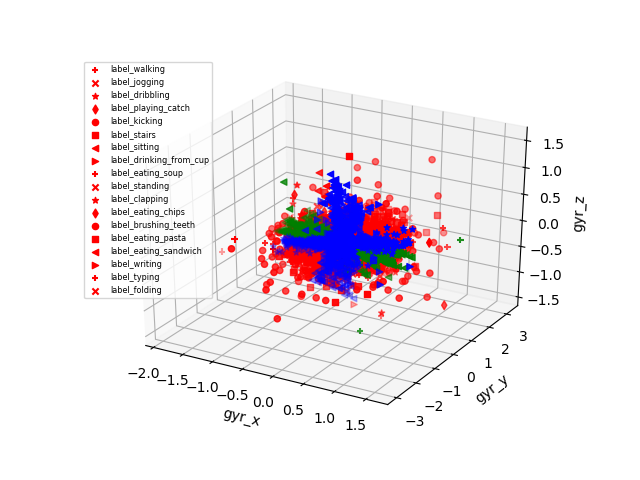 label_walking
label_jogging
label_dribbling
label_playing_catch
label_kicking
label_stairs
label_sitting
label_drinking_from_cup
label_eating_soup
label_standing
label_clapping
label_eating_chips
label_brushing_teeth
label_eating_pasta
label_eating_sandwich
label_writing
label_typing
label_folding
1.5
1.0
0.5
0.0
−0.5
−1.0
−1.5
gyr_z
3
2
1
0
−1
−2
−3
gyr_y
−2.0
−1.5
−1.0
−0.5
0.0
0.5
1.0
1.5
gyr_x